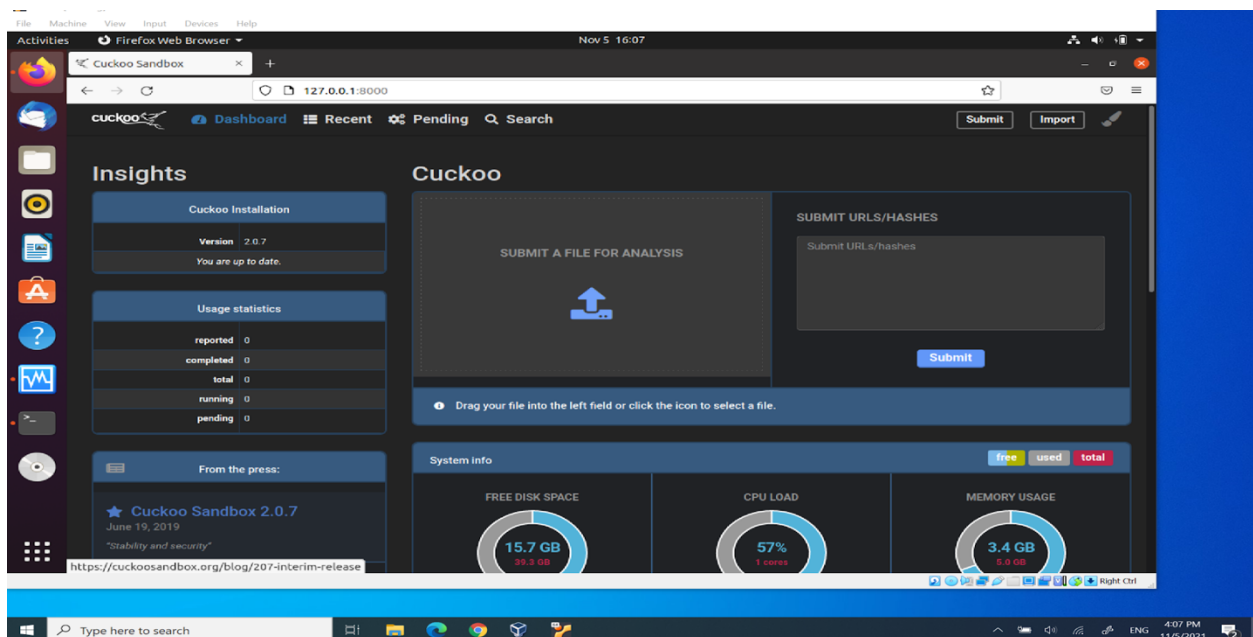 File Machine View Input Devices Help
Activities Firefox Web Browser Nov 5 16:07
Cuckoo Sandbox
127.0.0.1:8000
cuckoo Dashboard Recent Pending Search Submit Import
Insights
Cuckoo Installation
Version 2.0.7
You are up to date.
Usage statistics
reported 0
completed 0
total 0
running 0
pending 0
From the press:
Cuckoo Sandbox 2.0.7
June 19, 2019
"Stability and security"
https://cuckoosandbox.org/blog/207-interim-release
Cuckoo
SUBMIT A FILE FOR ANALYSIS
SUBMIT URLS/HASHES
Submit URLs/hashes
Submit
Drag your file into the left field or click the icon to select a file.
System info free used total
FREE DISK SPACE CPU LOAD MEMORY USAGE
15.7 GB 57% 3.4 GB
39.3 GB 1 cores 5.0 GB
Right Ctrl
Type here to search
ENG
4:07 PM
11/5/2021